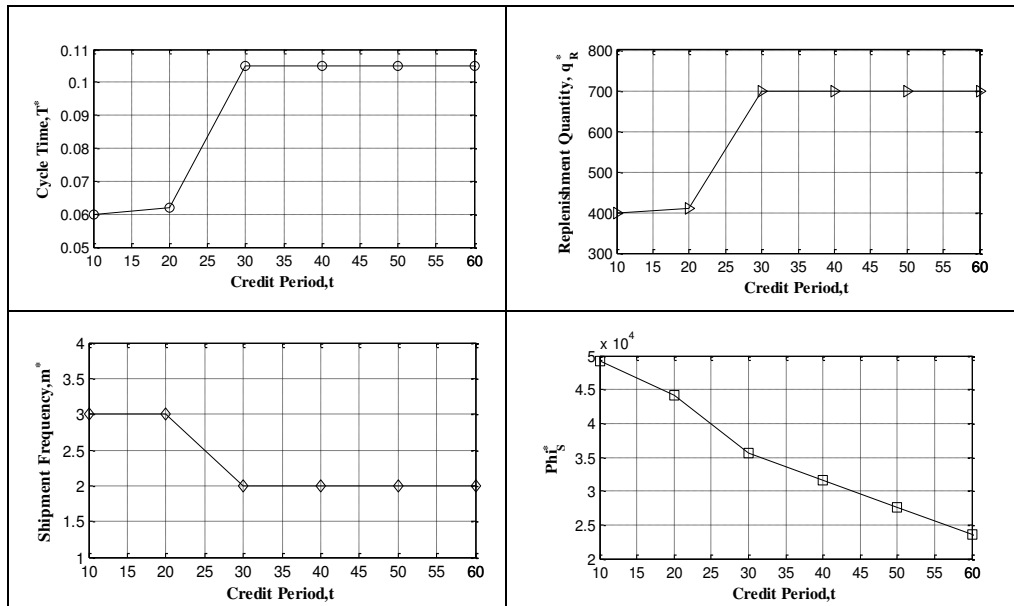 0.11
0.1
0.09
0.08
0.07
0.06
0.05
Cycle Time,T*
10 15 20 25 30 35 40 45 50 55 60
Credit Period,t
800
700
600
500
400
300
Replenishment Quantity, q*R
10 15 20 25 30 35 40 45 50 55 60
Credit Period,t
4
3.5
3
2.5
2
1.5
1
Shipment Frequency,m*
10 15 20 25 30 35 40 45 50 55 60
Credit Period,t
x 10^4
5
4.5
4
3.5
3
2.5
2
Phi*S
10 15 20 25 30 35 40 45 50 55 60
Credit Period,t